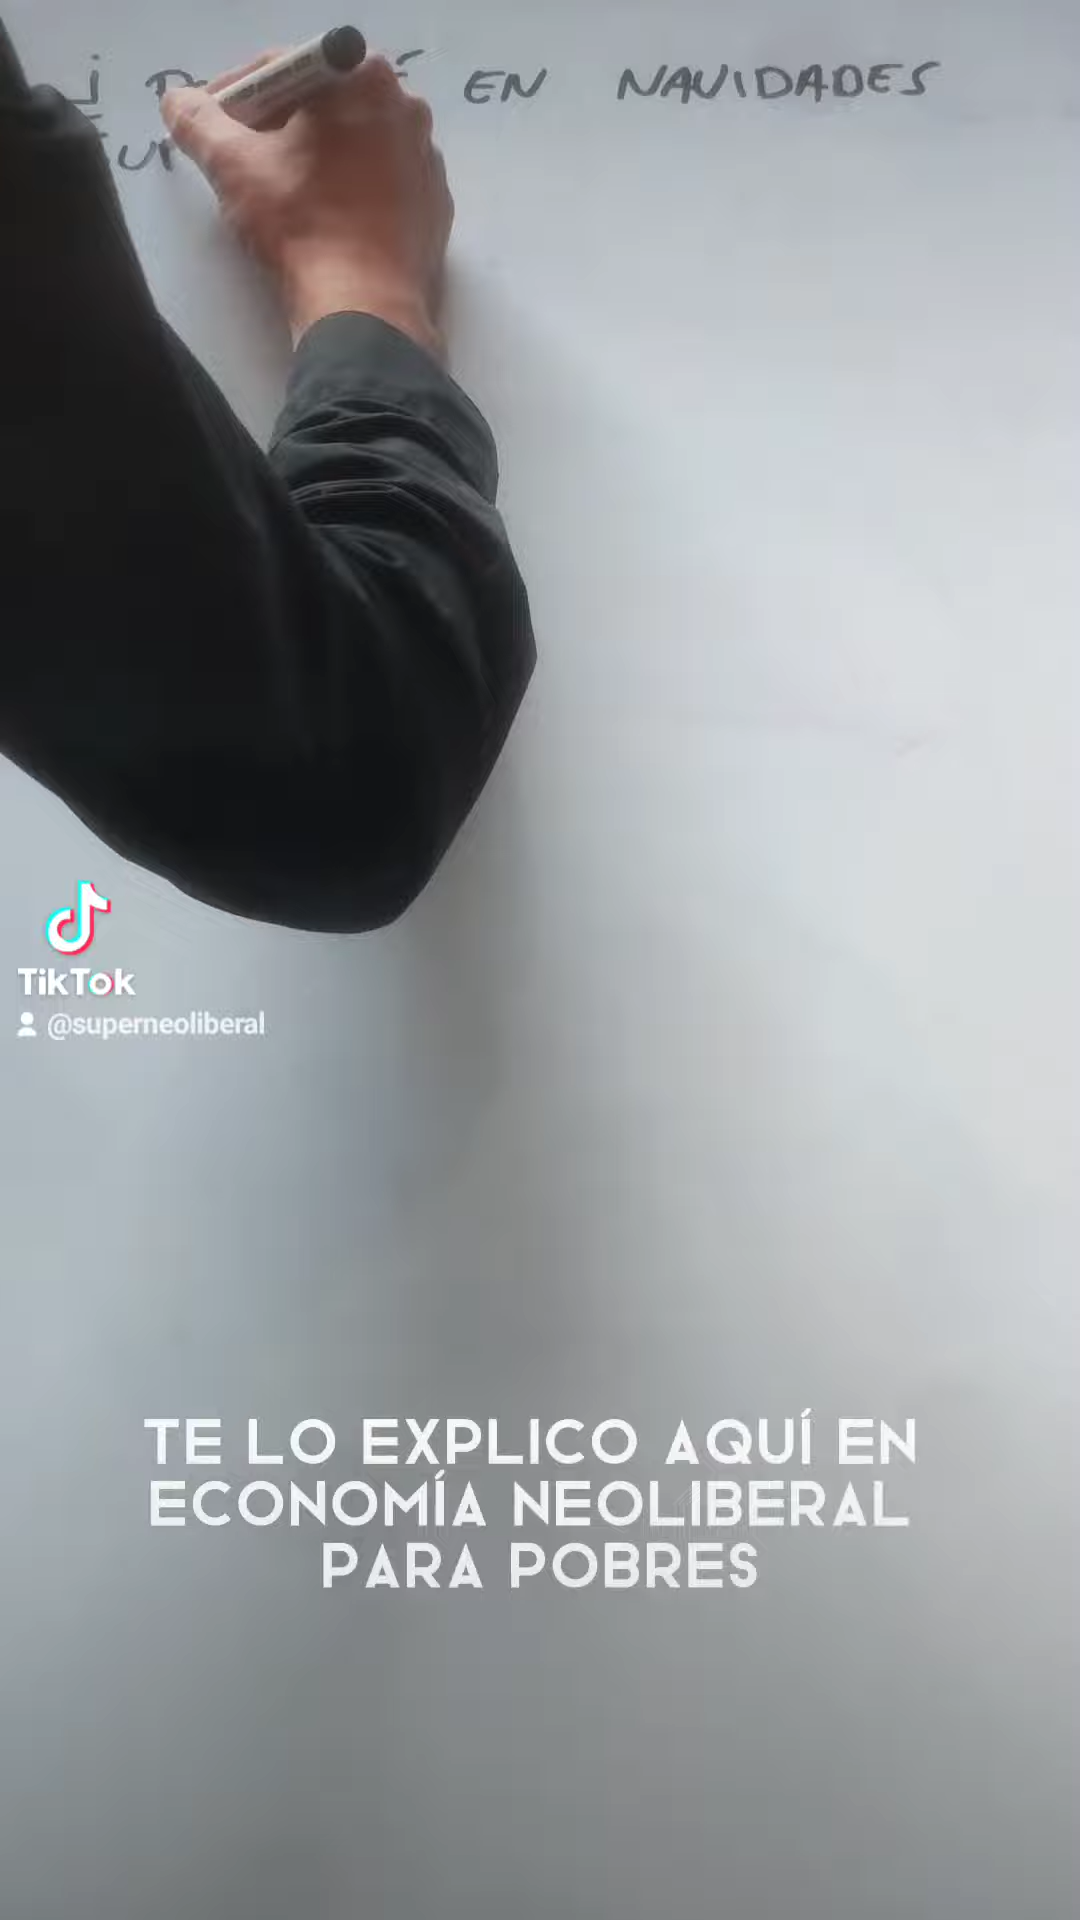 EN NAVIDADES
TikTok
@superneoliberal
TE LO EXPLICO AQUÍ EN
ECONOMÍA NEOLIBERAL
PARA POBRES